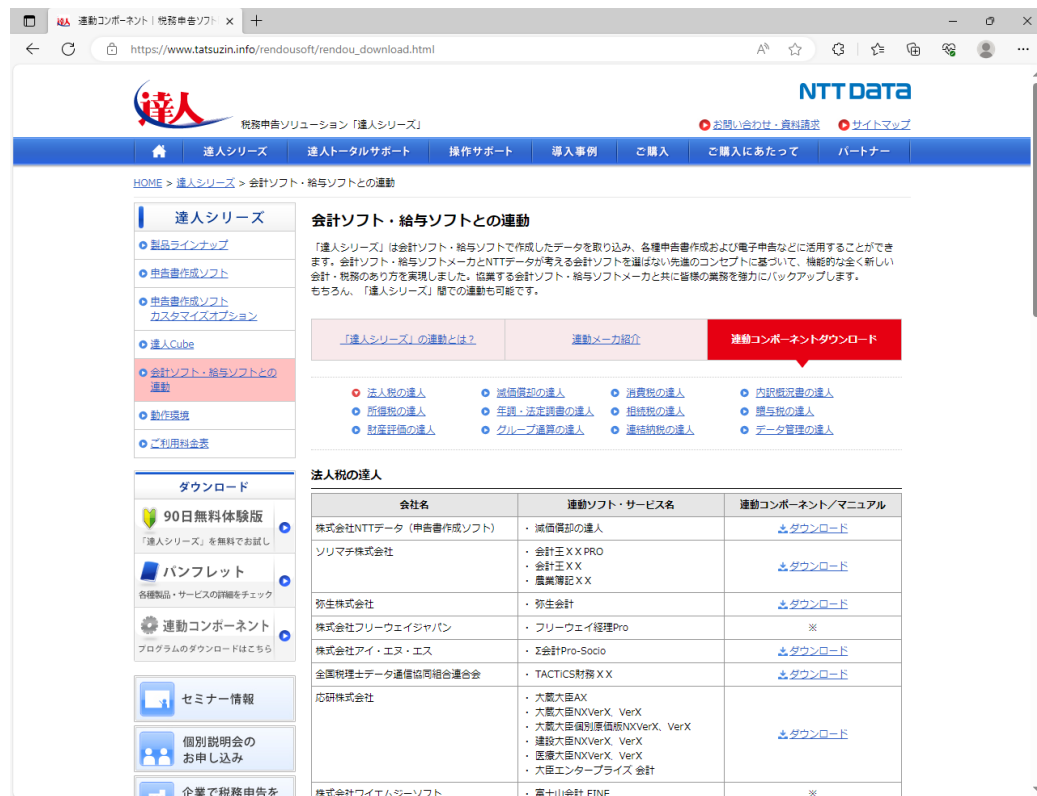 達人 連動コンポーネント｜税務申告ソフト
https://www.tatsuzin.info/rendousoft/rendou_download.html
達人
税務申告ソリューション「達人シリーズ」
NTT DATA
お問い合わせ・資料請求 サイトマップ
達人シリーズ 達人トータルサポート 操作サポート 導入事例 ご購入 ご購入にあたって パートナー
HOME > 達人シリーズ > 会計ソフト・給与ソフトとの連動
達人シリーズ
製品ラインナップ
申告書作成ソフト
申告書作成ソフト
カスタマイズオプション
達人Cube
会計ソフト・給与ソフトとの
連動
動作環境
ご利用料金表
ダウンロード
90日無料体験版
「達人シリーズ」を無料でお試し
パンフレット
各種製品・サービスの詳細をチェック
連動コンポーネント
プログラムのダウンロードはこちら
セミナー情報
個別説明会の
お申し込み
企業で税務申告を
会計ソフト・給与ソフトとの連動
「達人シリーズ」は会計ソフト・給与ソフトで作成したデータを取り込み、各種申告書作成および電子申告などに活用することができ
ます。会計ソフト・給与ソフトメーカとNTTデータが考える会計ソフトを選ばない先進のコンセプトに基づいて、機能的な全く新しい
会計・税務のあり方を実現しました。協業する会計ソフト・給与ソフトメーカと共に皆様の業務を強力にバックアップします。
もちろん、「達人シリーズ」間での連動も可能です。
「達人シリーズ」の連動とは？ 連動メーカ紹介 連動コンポーネントダウンロード
法人税の達人 減価償却の達人 消費税の達人 内訳概況書の達人
所得税の達人 年調・法定調書の達人 相続税の達人 贈与税の達人
財産評価の達人 グループ通算の達人 連結納税の達人 データ管理の達人
法人税の達人
会社名 連動ソフト・サービス名 連動コンポーネント／マニュアル
株式会社NTTデータ（申告書作成ソフト） ・ 減価償却の達人 ダウンロード
ソリマチ株式会社 ・ 会計王ＸＸPRO
・ 会計王ＸＸ ダウンロード
・ 農業簿記ＸＸ
弥生株式会社 ・ 弥生会計 ダウンロード
株式会社フリーウェイジャパン ・ フリーウェイ経理Pro ※
株式会社アイ・エヌ・エス ・ Σ会計Pro-Socio ダウンロード
全国税理士データ通信協同組合連合会 ・ TACTiCS財務ＸＸ ダウンロード
応研株式会社 ・ 大蔵大臣AX
・ 大蔵大臣NXVerX、VerX
・ 大蔵大臣個別原価版NXVerX、VerX
・ 建設大臣NXVerX、VerX ダウンロード
・ 医療大臣NXVerX、VerX
・ 大臣エンタープライズ 会計
株式会社ワイエムジーソフト ・ 富士山会計 FINE ※